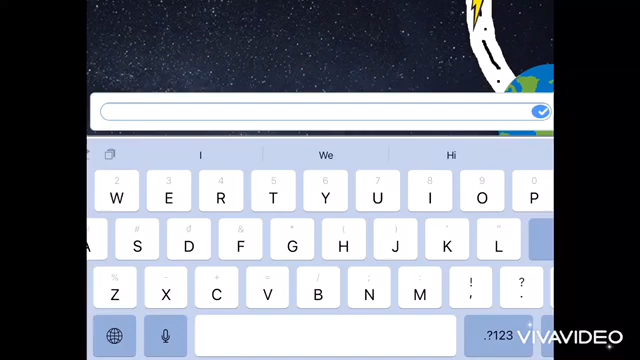 I We Hi
2 3 4 5 6 7 8 9 0
W E R T Y U I O P
# đ & * ( ) ' "
A S D F G H J K L
% - + = / ; : ! ?
Z X C V B N M , .
.?123
VIVAVIDEO